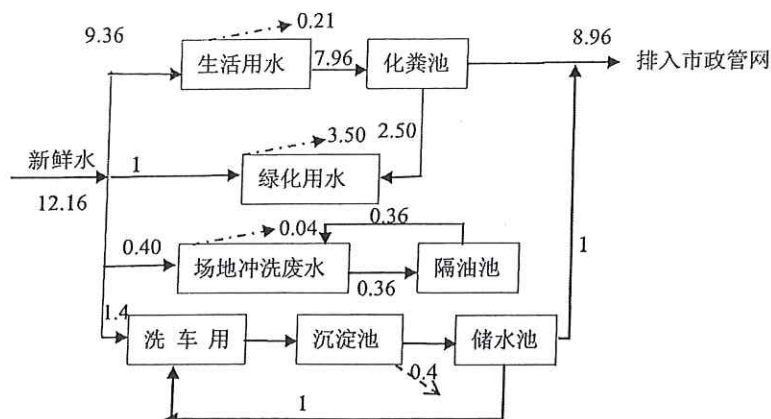 0.21
9.36
8.96
生活用水
7.96
化粪池
排入市政管网
3.50
2.50
新鲜水
1
绿化用水
12.16
0.04
0.36
0.40
场地冲洗废水
隔油池
1
0.36
1.4
洗 车 用
沉淀池
储水池
0.4
1